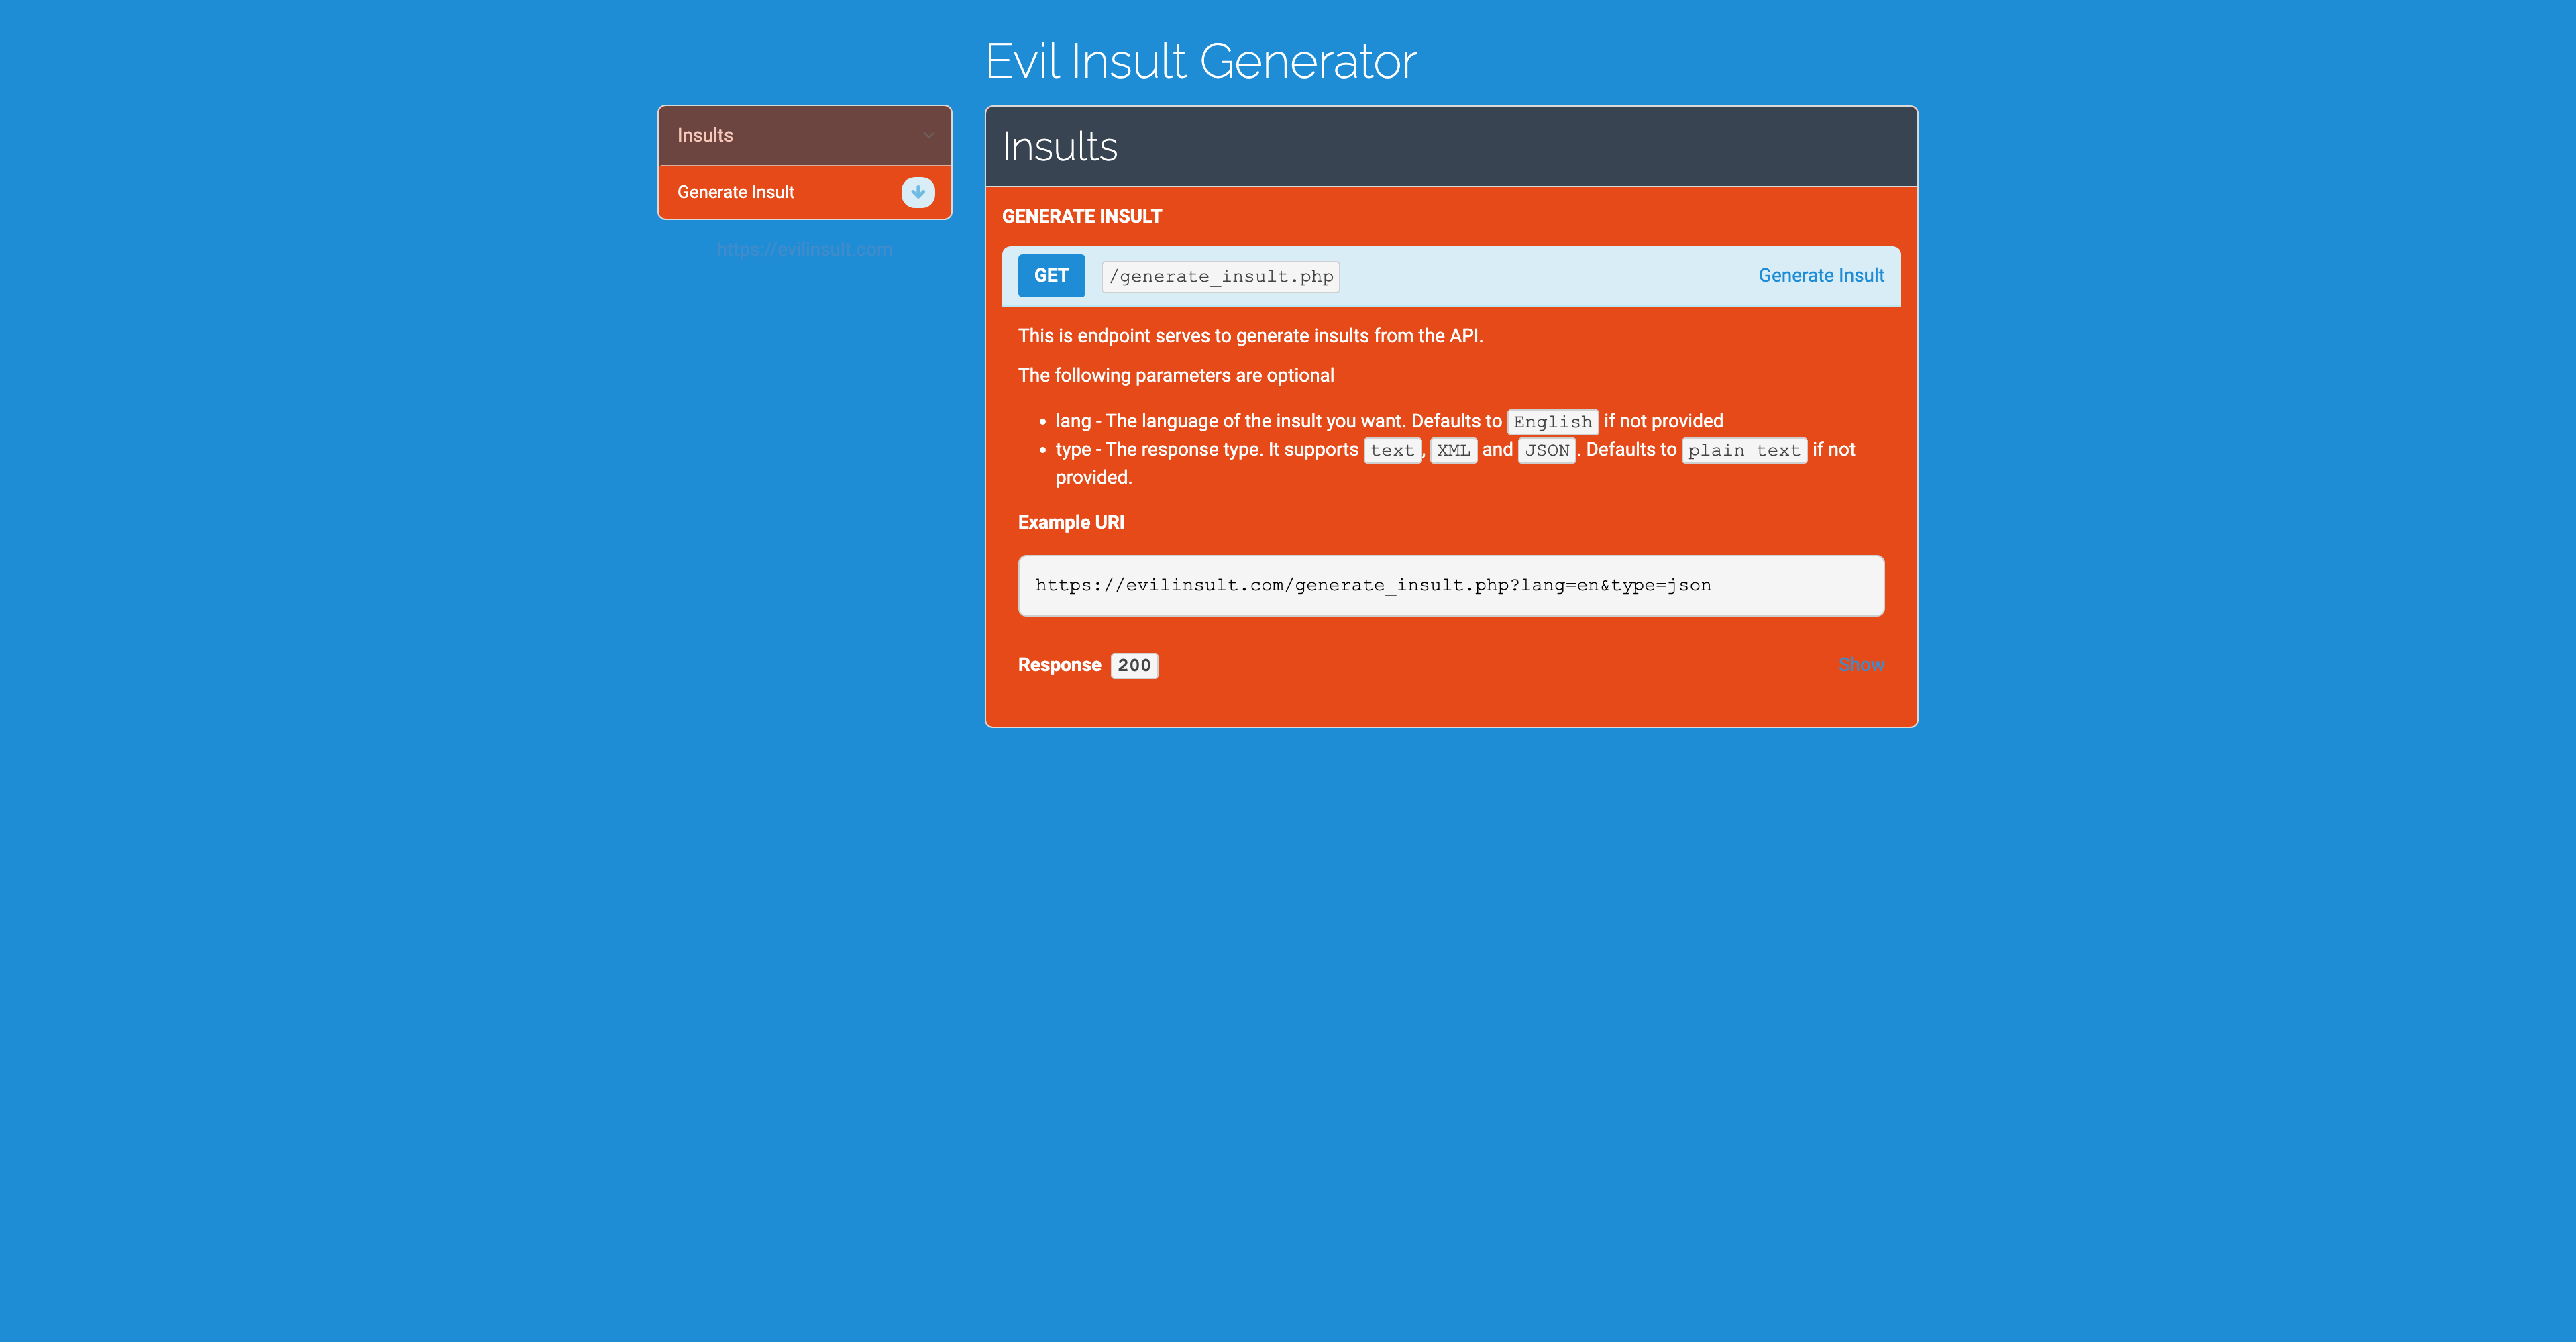 Evil Insult Generator
Insults
Generate Insult
https://evilinsult.com
Insults
GENERATE INSULT
GET /generate_insult.php Generate Insult
This is endpoint serves to generate insults from the API.
The following parameters are optional
• lang - The language of the insult you want. Defaults to English if not provided
• type - The response type. It supports text, XML and JSON. Defaults to plain text if not
provided.
Example URI
https://evilinsult.com/generate_insult.php?lang=en&type=json
Response 200 Show